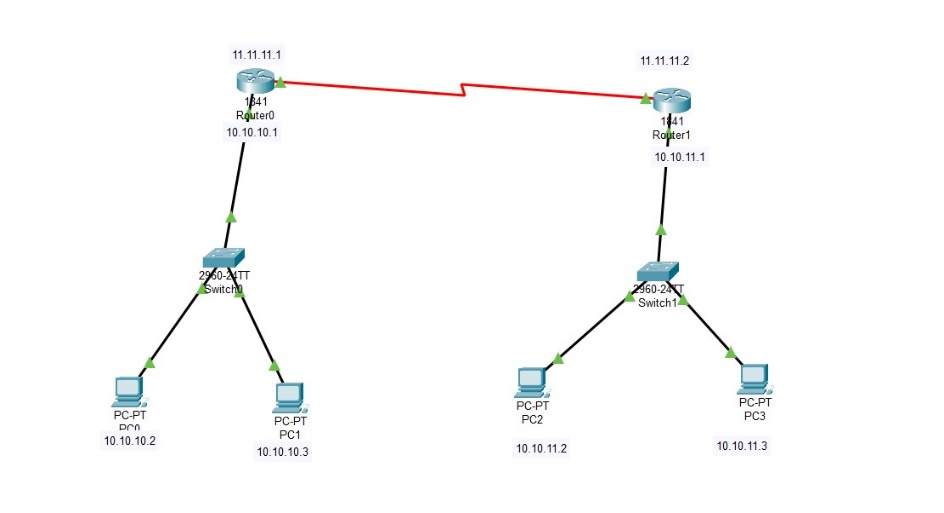 11.11.11.1
1841
Router0
10.10.10.1
11.11.11.2
1841
Router1
10.10.11.1
2960-24TT
Switch0
2960-24TT
Switch1
PC-PT
PC0
10.10.10.2
PC-PT
PC1
10.10.10.3
PC-PT
PC2
10.10.11.2
PC-PT
PC3
10.10.11.3